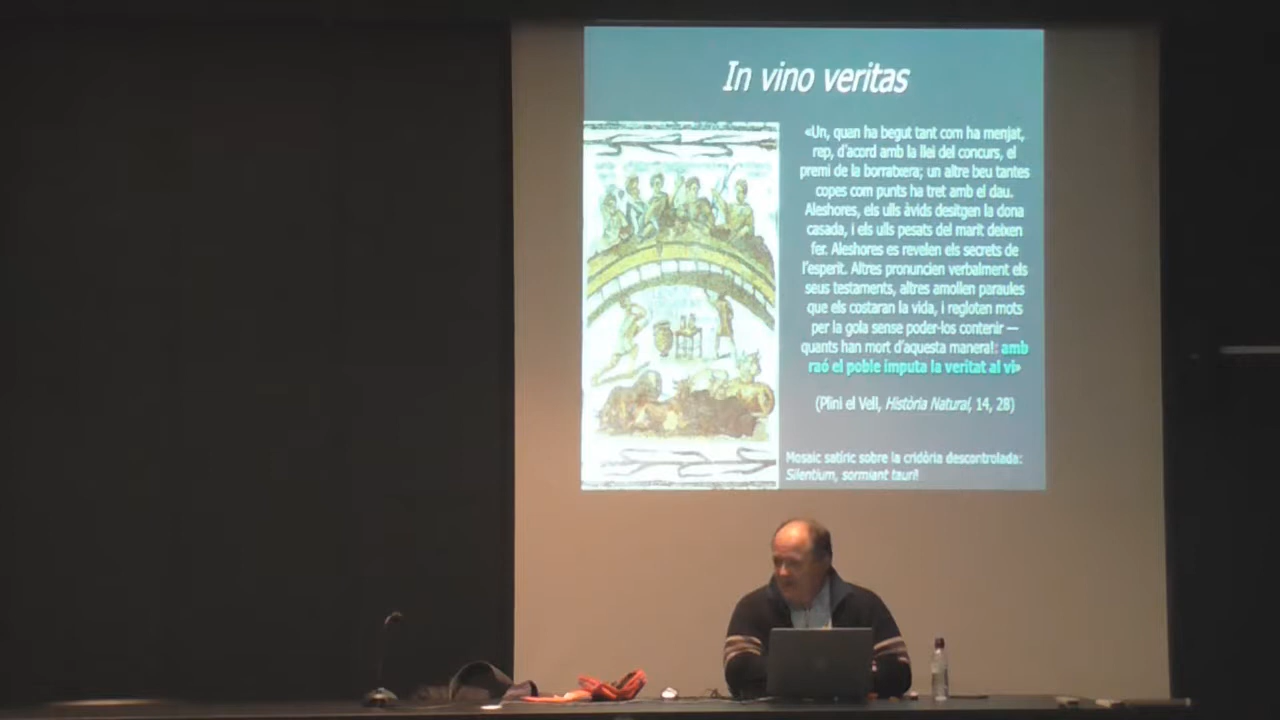 In vino veritas
«Un, quan ha begut tant com ha menjat,
rep, d'acord amb la llei del concurs, el
premi de la borratxera; un altre beu tantes
copes com punts ha tret amb el dau.
Aleshores, els ulls àvids desitgen la dona
casada, i els ulls pesats del marit deixen
fer. Aleshores es revelen els secrets de
l'esperit. Altres pronuncien verbalment els
seus testaments, altres amollen paraules
que els costaran la vida, i regloten mots
per la gola sense poder-los contenir —
quants han mort d'aquesta manera!: amb
raó el poble imputa la veritat al vi»
(Plini el Vell, Història Natural, 14, 28)
Mosaic satíric sobre la cridòria descontrolada:
Silentium, sormiant tauri!